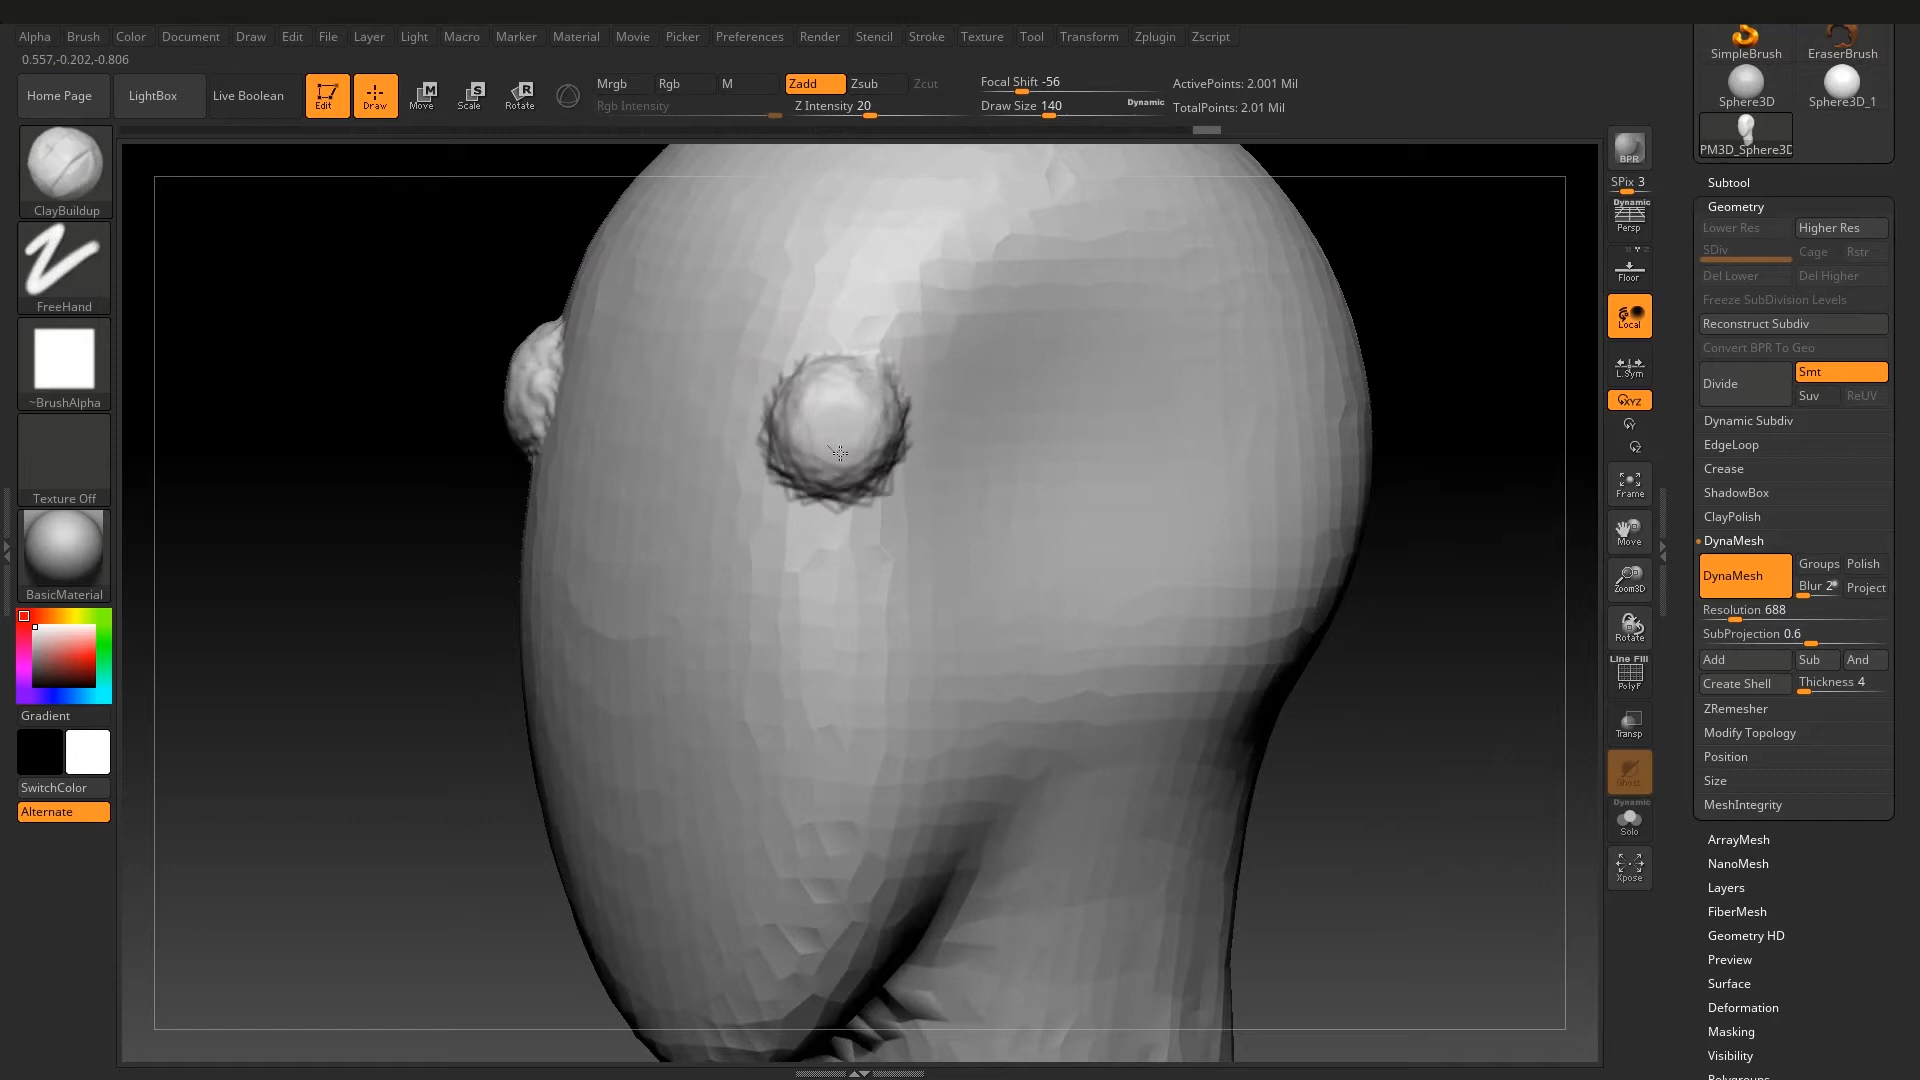 Alpha Brush Color Document Draw Edit File Layer Light Macro Marker Material Movie Picker Preferences Render Stencil Stroke Texture Tool Transform Zplugin Zscript
0.557,-0.202,-0.806
Home Page LightBox Live Boolean Edit Draw Move Scale Rotate
Mrgb Rgb M Zadd Zsub Zcut
Rgb Intensity Z Intensity 20
Focal Shift -56
Draw Size 140 Dynamic
ActivePoints: 2.001 Mil
TotalPoints: 2.01 Mil
ClayBuildup
FreeHand
~BrushAlpha
Texture Off
BasicMaterial
Gradient
SwitchColor
Alternate
BPR
SPix 3
Dynamic
Persp
Floor
Local
L.Sym
XYZ
Frame
Move
Zoom3D
Rotate
Line Fill
PolyF
Transp
Ghost
Dynamic
Solo
Xpose
SimpleBrush EraserBrush
Sphere3D Sphere3D_1
PM3D_Sphere3D
Subtool
Geometry
Lower Res Higher Res
SDiv Cage Rstr
Del Lower Del Higher
Freeze SubDivision Levels
Reconstruct Subdiv
Convert BPR To Geo
Divide Smt
Suv ReUV
Dynamic Subdiv
EdgeLoop
Crease
ShadowBox
ClayPolish
DynaMesh
DynaMesh Groups Polish
Blur 2 Project
Resolution 688
SubProjection 0.6
Add Sub And
Create Shell Thickness 4
ZRemesher
Modify Topology
Position
Size
MeshIntegrity
ArrayMesh
NanoMesh
Layers
FiberMesh
Geometry HD
Preview
Surface
Deformation
Masking
Visibility
Polygroups